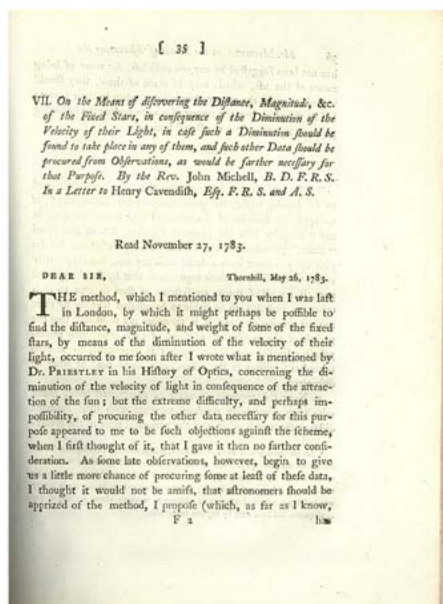 [ 35 ]
VII. On the Means of diſcovering the Diſtance, Magnitude, &c.
of the Fixed Stars, in conſequence of the Diminution of the
Velocity of their Light, in caſe ſuch a Diminution ſhould be
found to take place in any of them, and ſuch other Data ſhould be
procured from Obſervations, as would be farther neceſſary for
that Purpoſe. By the Rev. John Michell, B. D. F. R. S.
In a Letter to Henry Cavendiſh, Eſq. F. R. S. and A. S.
Read November 27, 1783.
DEAR SIR, Thornhill, May 26, 1783.
THE method, which I mentioned to you when I was laſt
in London, by which it might perhaps be poſſible to
find the diſtance, magnitude, and weight of ſome of the fixed
ſtars, by means of the diminution of the velocity of their
light, occurred to me ſoon after I wrote what is mentioned by
Dr. PRIESTLEY in his Hiſtory of Optics, concerning the di-
minution of the velocity of light in conſequence of the attrac-
tion of the ſun; but the extreme difficulty, and perhaps im-
poſſibility, of procuring the other data neceſſary for this pur-
poſe appeared to me to be ſuch objections againſt the ſcheme,
when I firſt thought of it, that I gave it then no farther conſi-
deration. As ſome late obſervations, however, begin to give
us a little more chance of procuring ſome at leaſt of theſe data,
I thought it would not be amiſs, that aſtronomers ſhould be
apprized of the method, I propoſe (which, as far as I know,
F 2 has